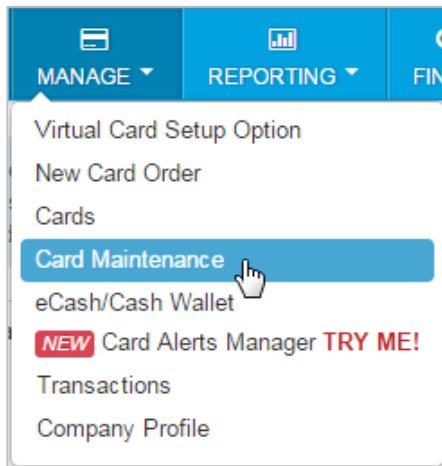 MANAGE REPORTING FIN
Virtual Card Setup Option
New Card Order
Cards
Card Maintenance
eCash/Cash Wallet
NEW Card Alerts Manager TRY ME!
Transactions
Company Profile